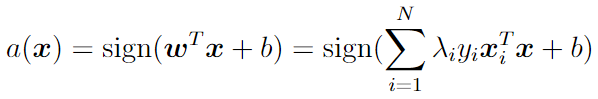 a(x) = sign(w^T x + b) = sign(∑_{i=1}^{N} λ_i y_i x_i^T x + b)